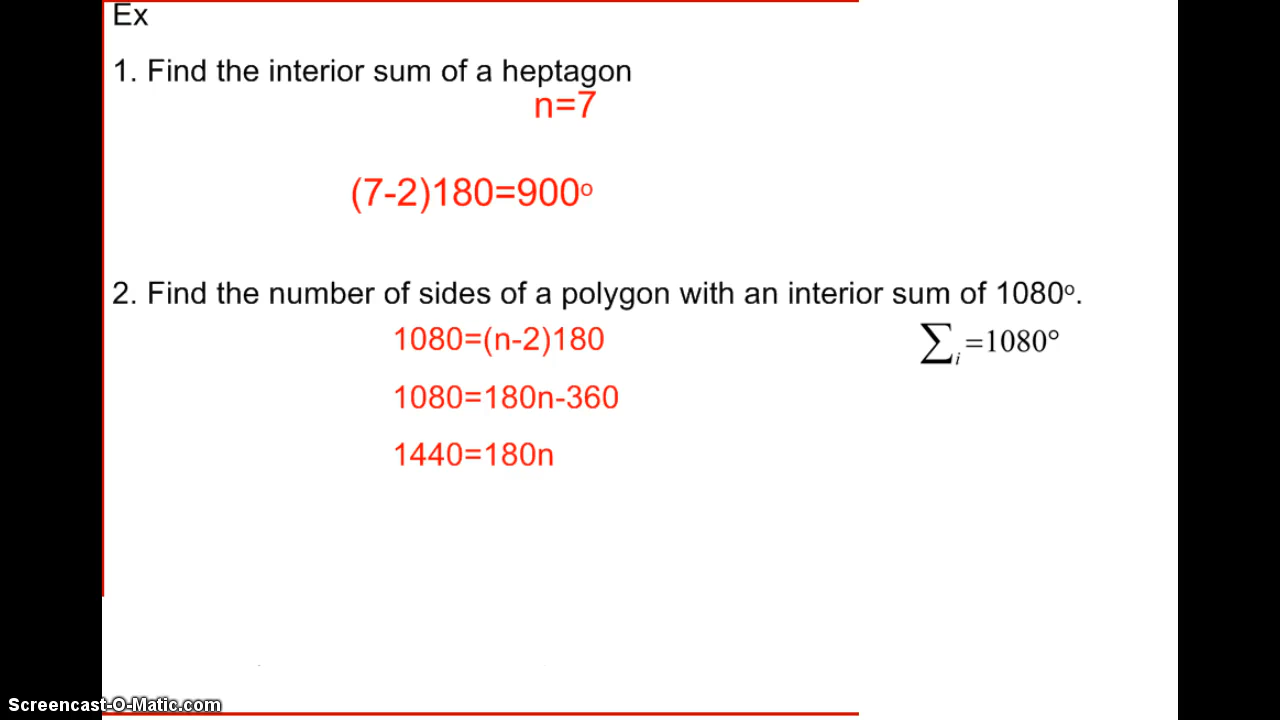 Ex
1. Find the interior sum of a heptagon
n=7
(7-2)180=900º
2. Find the number of sides of a polygon with an interior sum of 1080º.
1080=(n-2)180
∑i =1080°
1080=180n-360
1440=180n
Screencast-O-Matic.com